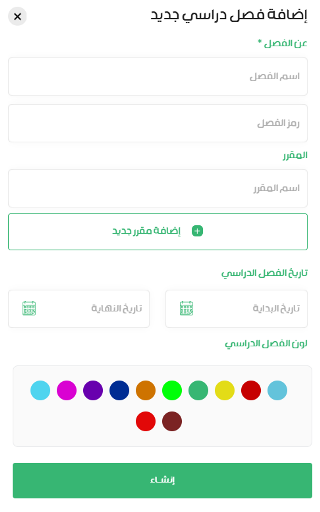 إضافة فصل دراسي جديد
عن الفصل *
اسم الفصل
رمز الفصل
المقرر
اسم المقرر
إضافة مقرر جديد
تاريخ الفصل الدراسي
تاريخ البداية
تاريخ النهاية
لون الفصل الدراسي
إنشاء